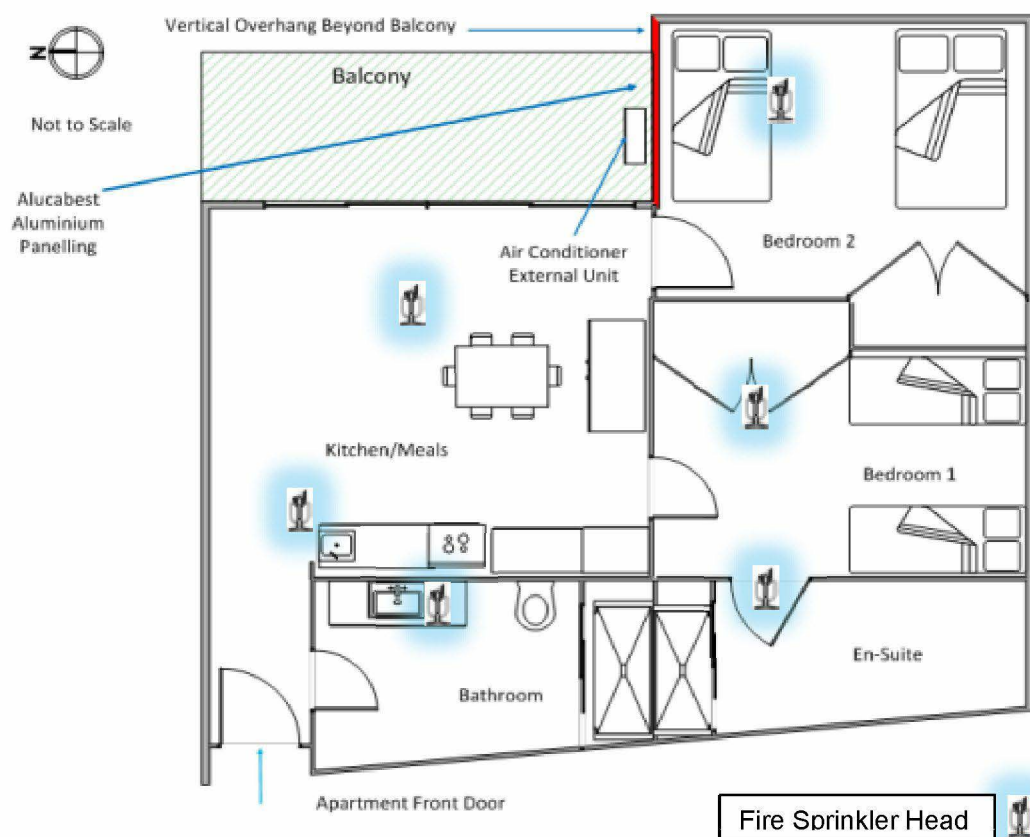 Vertical Overhang Beyond Balcony
N
Balcony
Not to Scale
Alucabest
Aluminium
Panelling
Air Conditioner
External Unit
Bedroom 2
Kitchen/Meals
Bedroom 1
En-Suite
Bathroom
Apartment Front Door
Fire Sprinkler Head